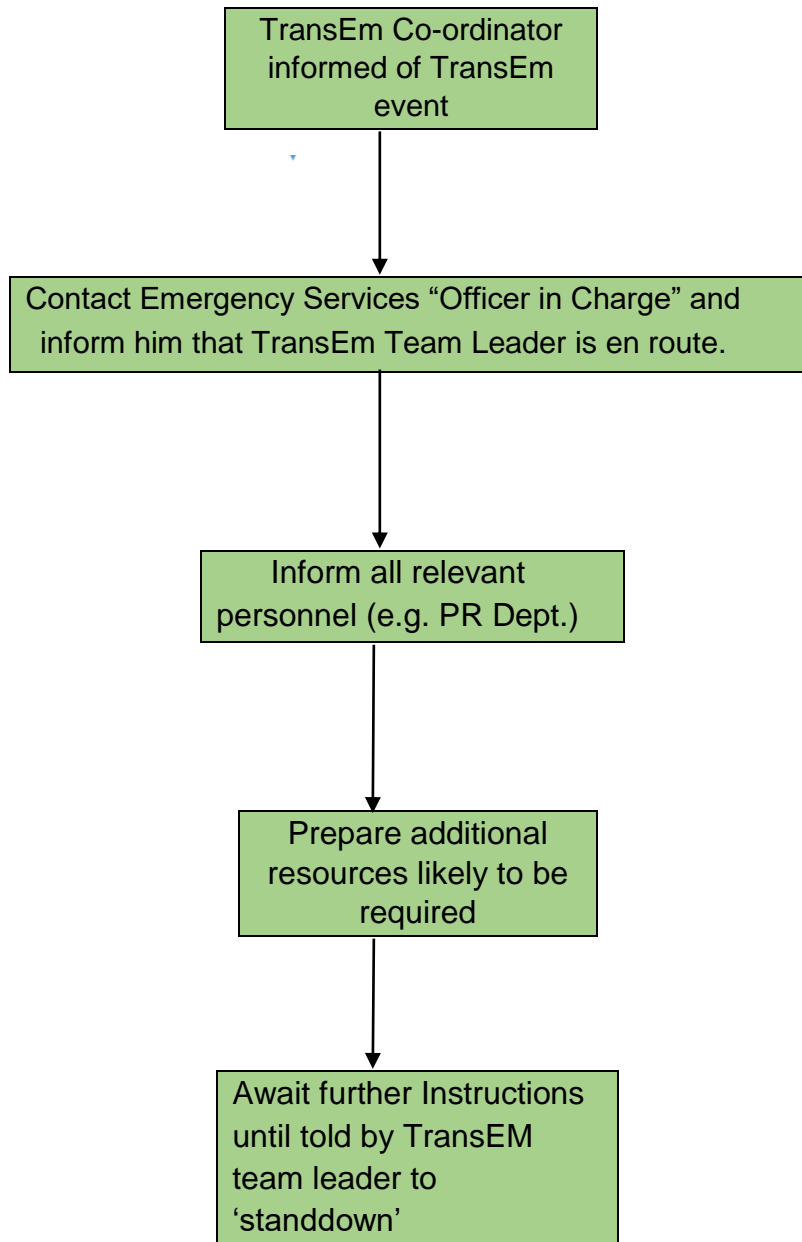 TransEm Co-ordinator
informed of TransEm
event
Contact Emergency Services “Officer in Charge” and
inform him that TransEm Team Leader is en route.
Inform all relevant
personnel (e.g. PR Dept.)
Prepare additional
resources likely to be
required
Await further Instructions
until told by TransEM
team leader to
‘standdown’